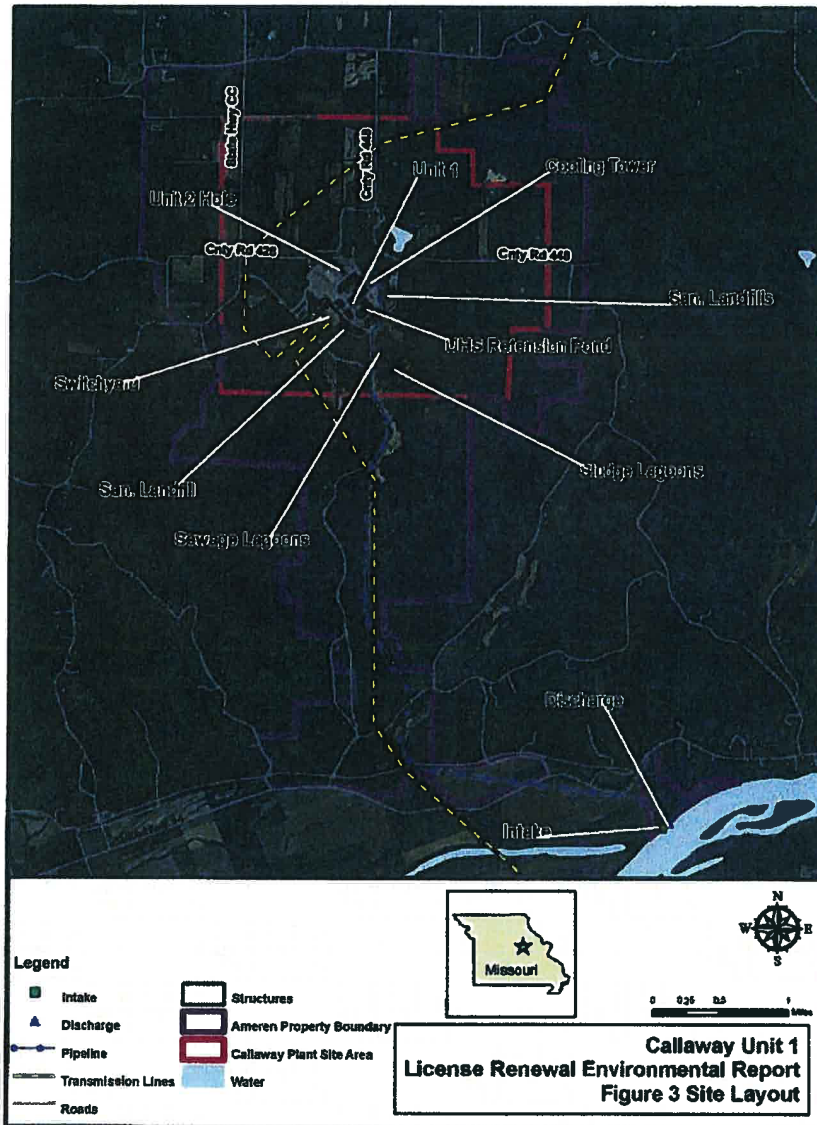 State Hwy CC
Cnty Rd 448
Unit 1
Cooling Tower
Unit 2 Hole
Cnty Rd 428
Cnty Rd 448
San. Landfills
UHS Retension Pond
Switchyard
San. Landfill
Sludge Lagoons
Sewage Lagoons
Discharge
Intake
Missouri
N
W
E
S
Legend
Intake
Discharge
Pipeline
Transmission Lines
Roads
Structures
Ameren Property Boundary
Callaway Plant Site Area
Water
0 0.25 0.5 1
Miles
Callaway Unit 1
License Renewal Environmental Report
Figure 3 Site Layout